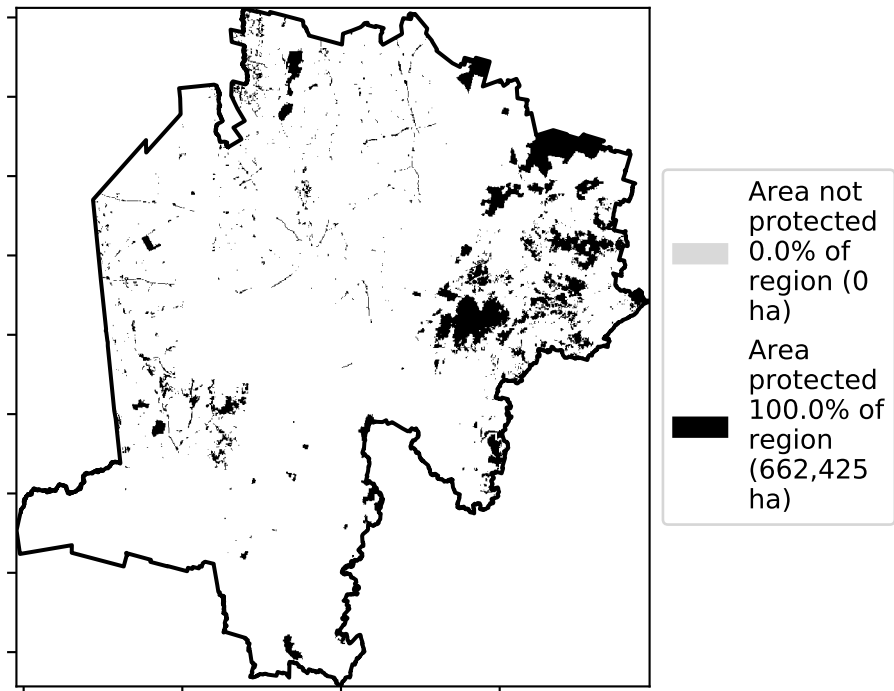 Area not
protected
0.0% of
region (0
ha)
Area
protected
100.0% of
region
(662,425
ha)